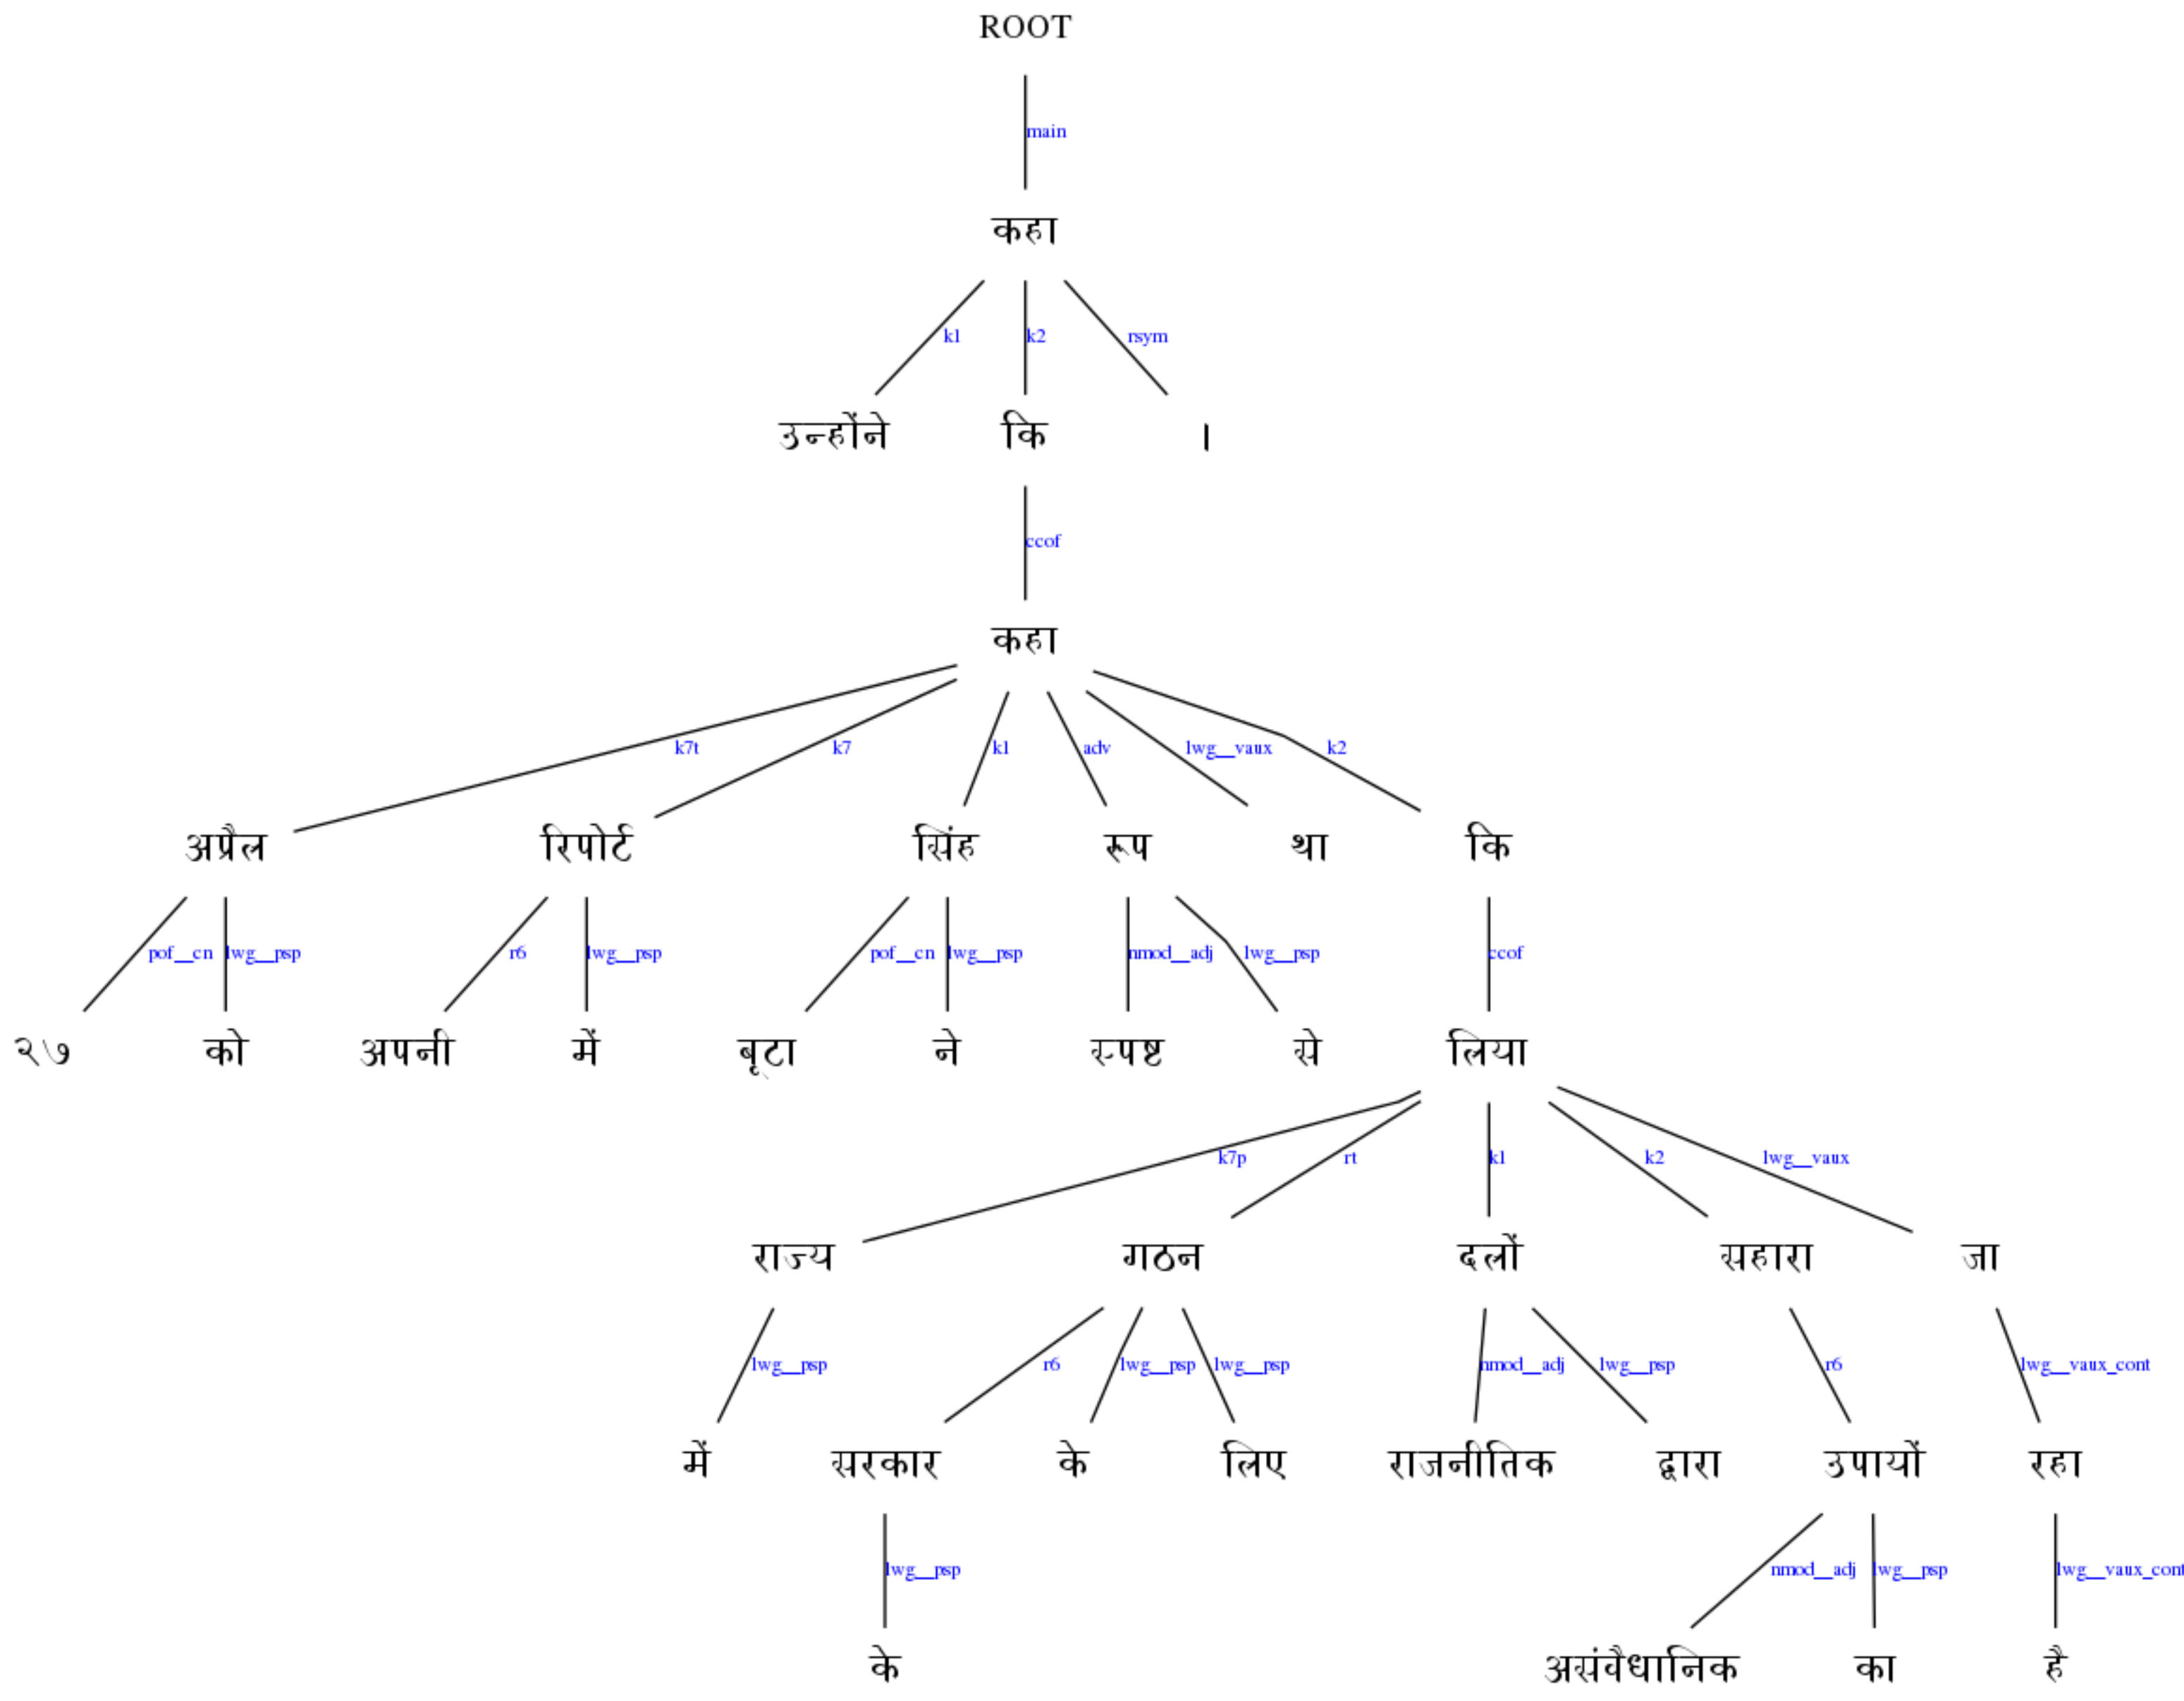 ROOT
main
कहा
k1 k2 rsym
उन्होंने कि ।
ccof
कहा
k7t k7 k1 adv lwg__vaux k2
अप्रैल रिपोर्ट सिंह रूप था कि
pof__cn lwg__psp r6 lwg__psp pof__cn lwg__psp nmod__adj lwg__psp ccof
२७ को अपनी में बूटा ने स्पष्ट से लिया
k7p rt k1 k2 lwg__vaux
राज्य गठन दलों सहारा जा
lwg__psp r6 lwg__psp lwg__psp nmod__adj lwg__psp r6 lwg__vaux_cont
में सरकार के लिए राजनीतिक द्वारा उपायों रहा
lwg__psp nmod__adj lwg__psp lwg__vaux_cont
के असंवैधानिक का है